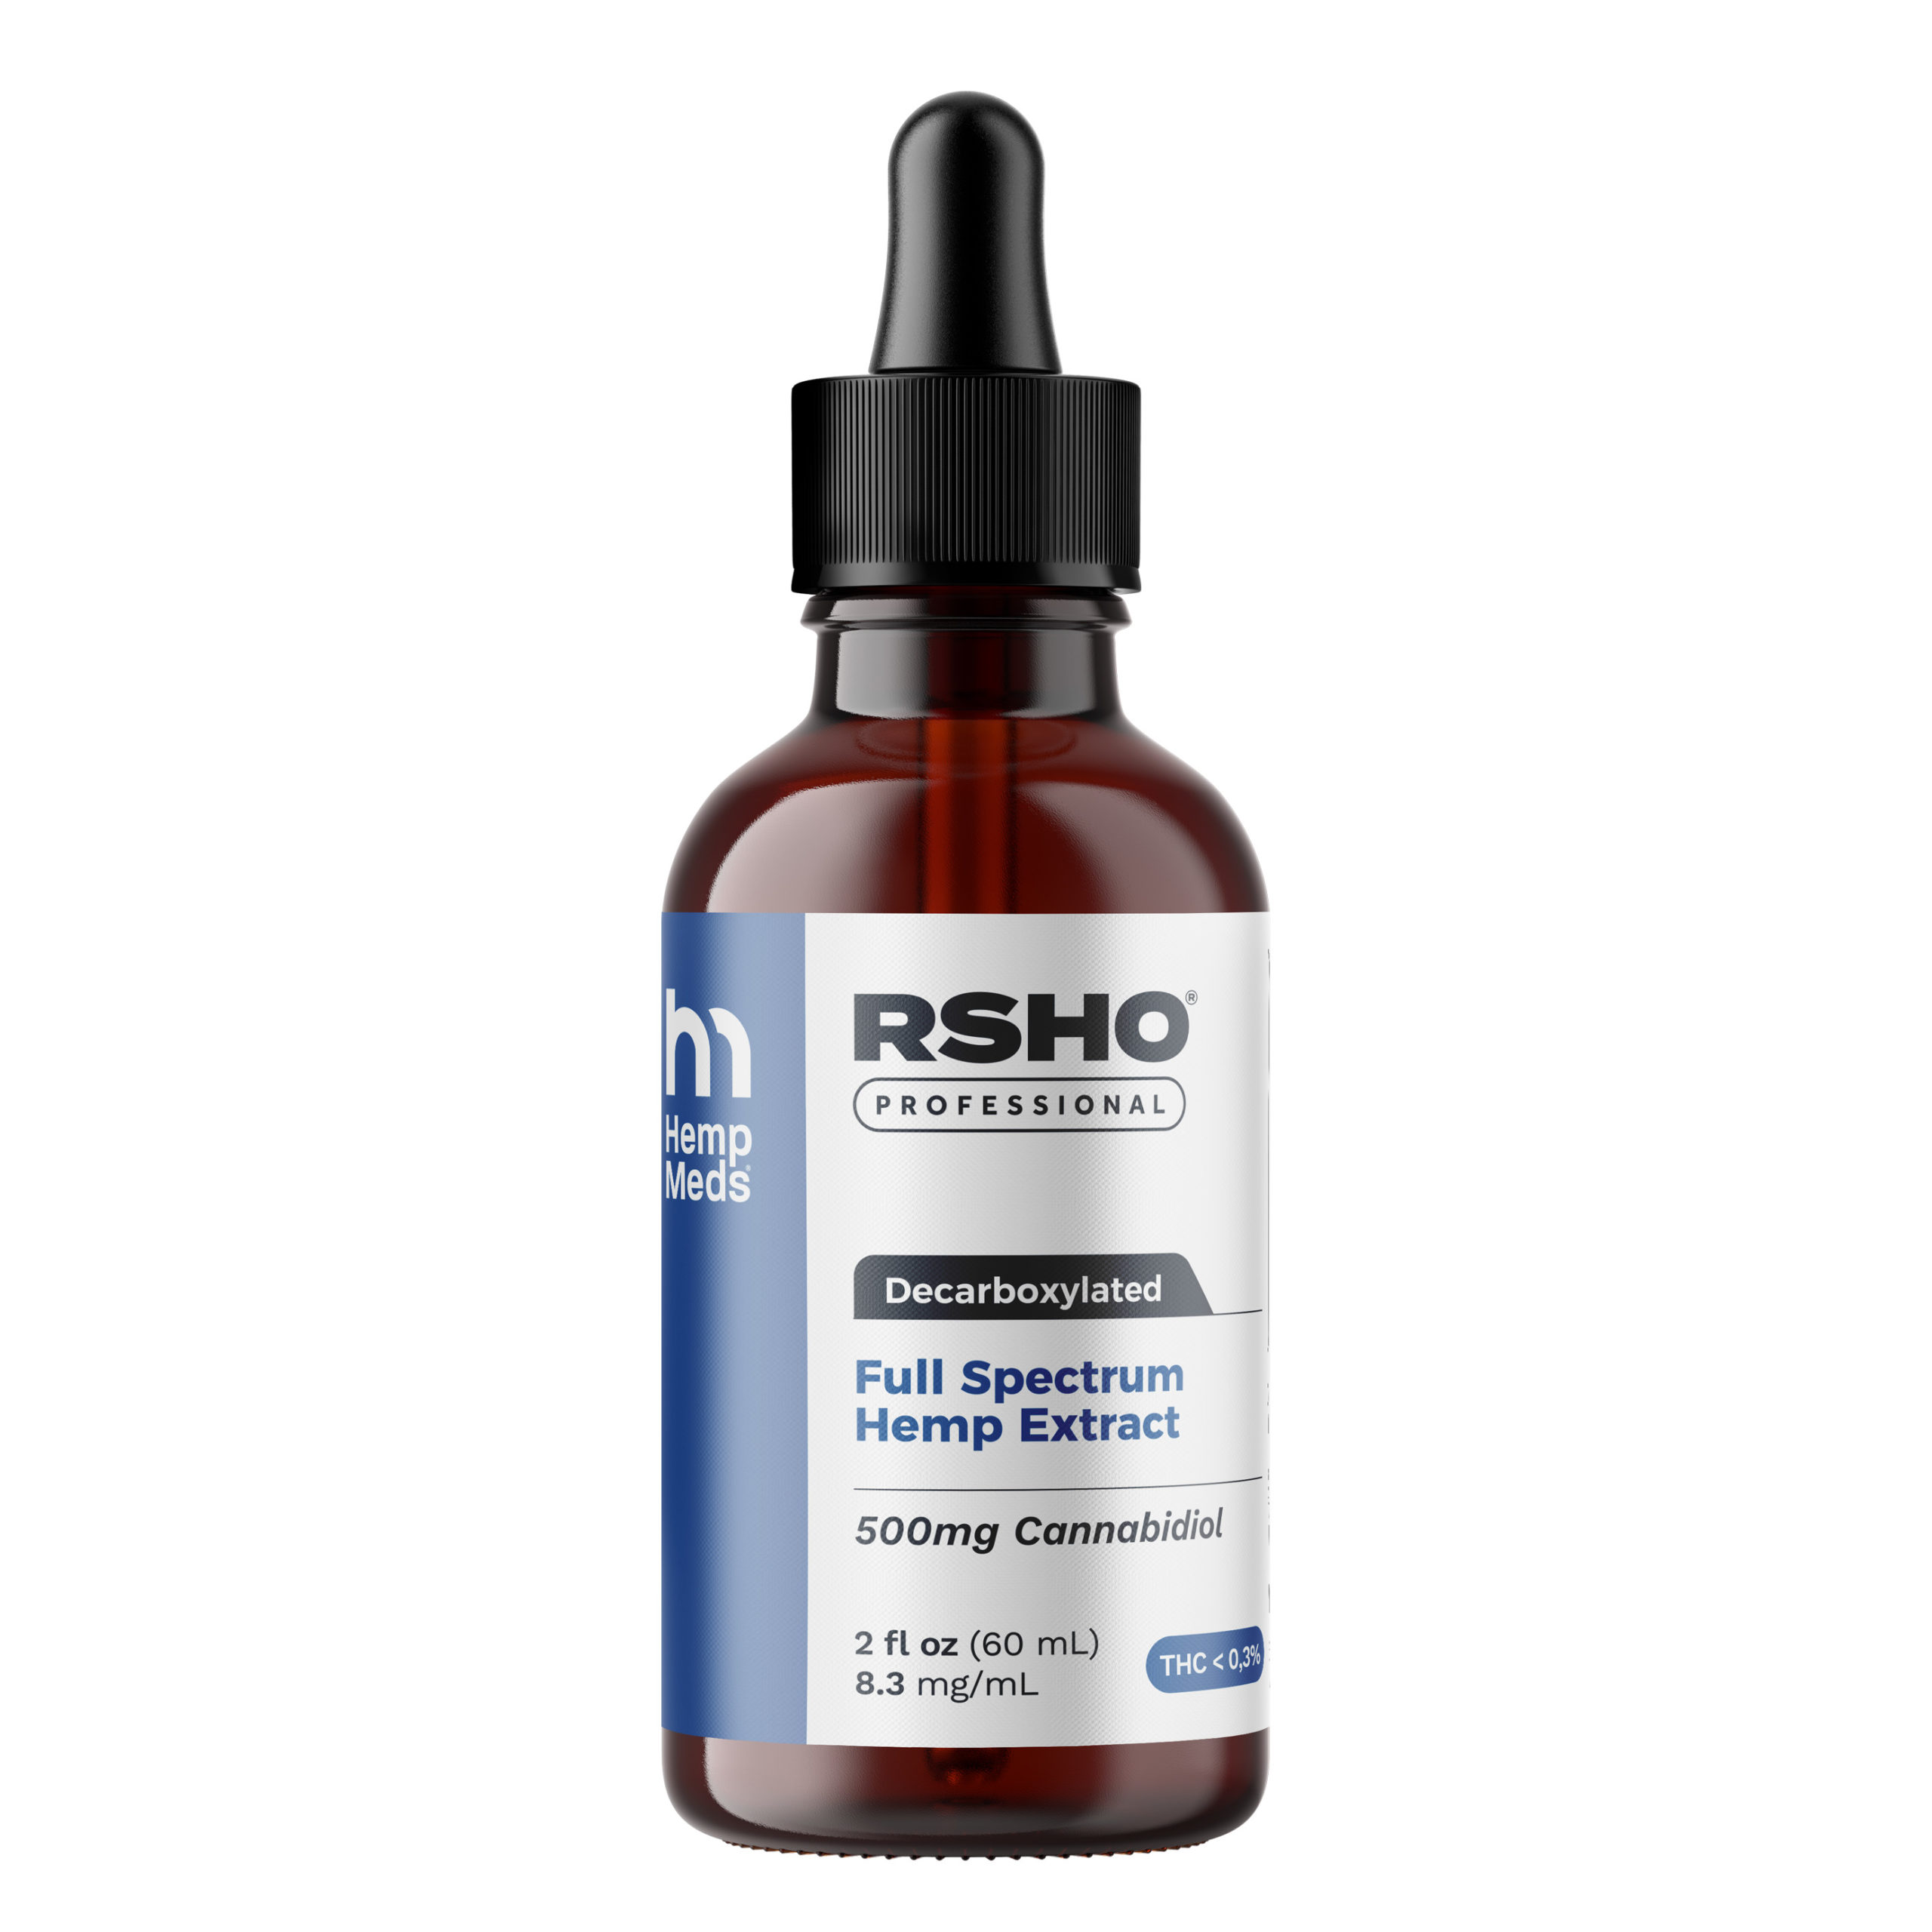 hm
Hemp
Meds®
RSHO®
PROFESSIONAL
Decarboxylated
Full Spectrum
Hemp Extract
500mg Cannabidiol
2 fl oz (60 mL)
8.3 mg/mL
THC < 0,3%